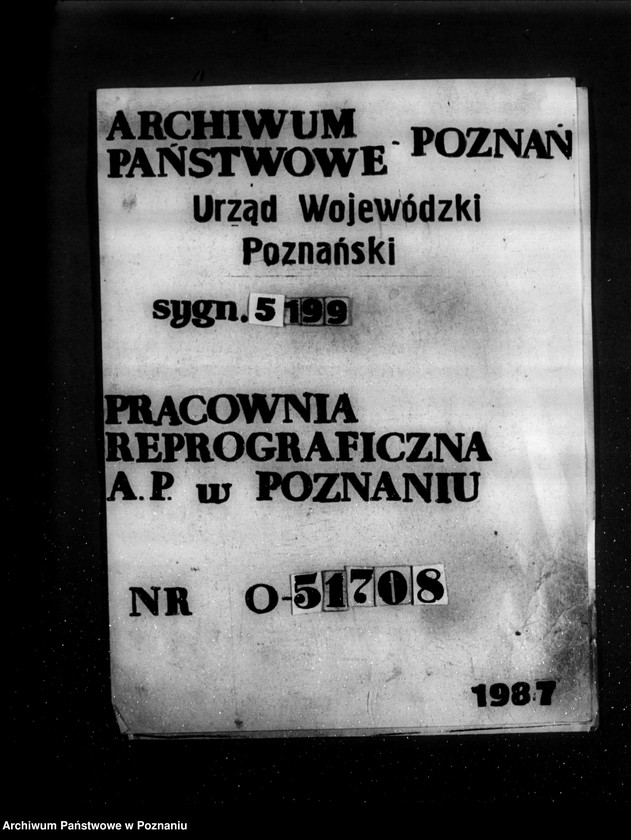 ARCHIWUM
PAŃSTWOWE - POZNAŃ
Urząd Wojewódzki
Poznański
sygn. 5199
PRACOWNIA
REPROGRAFICZNA
A.P. w POZNANIU
NR O-51708
1987
Archiwum Państwowe w Poznaniu